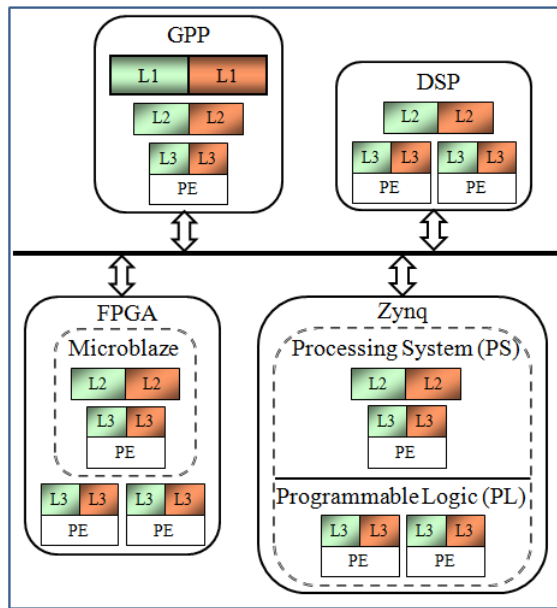 GPP
L1 L1
L2 L2
L3 L3
PE
DSP
L2 L2
L3 L3 L3 L3
PE PE
FPGA
Microblaze
L2 L2
L3 L3
PE
L3 L3 L3 L3
PE PE
Zynq
Processing System (PS)
L2 L2
L3 L3
PE
Programmable Logic (PL)
L3 L3 L3 L3
PE PE